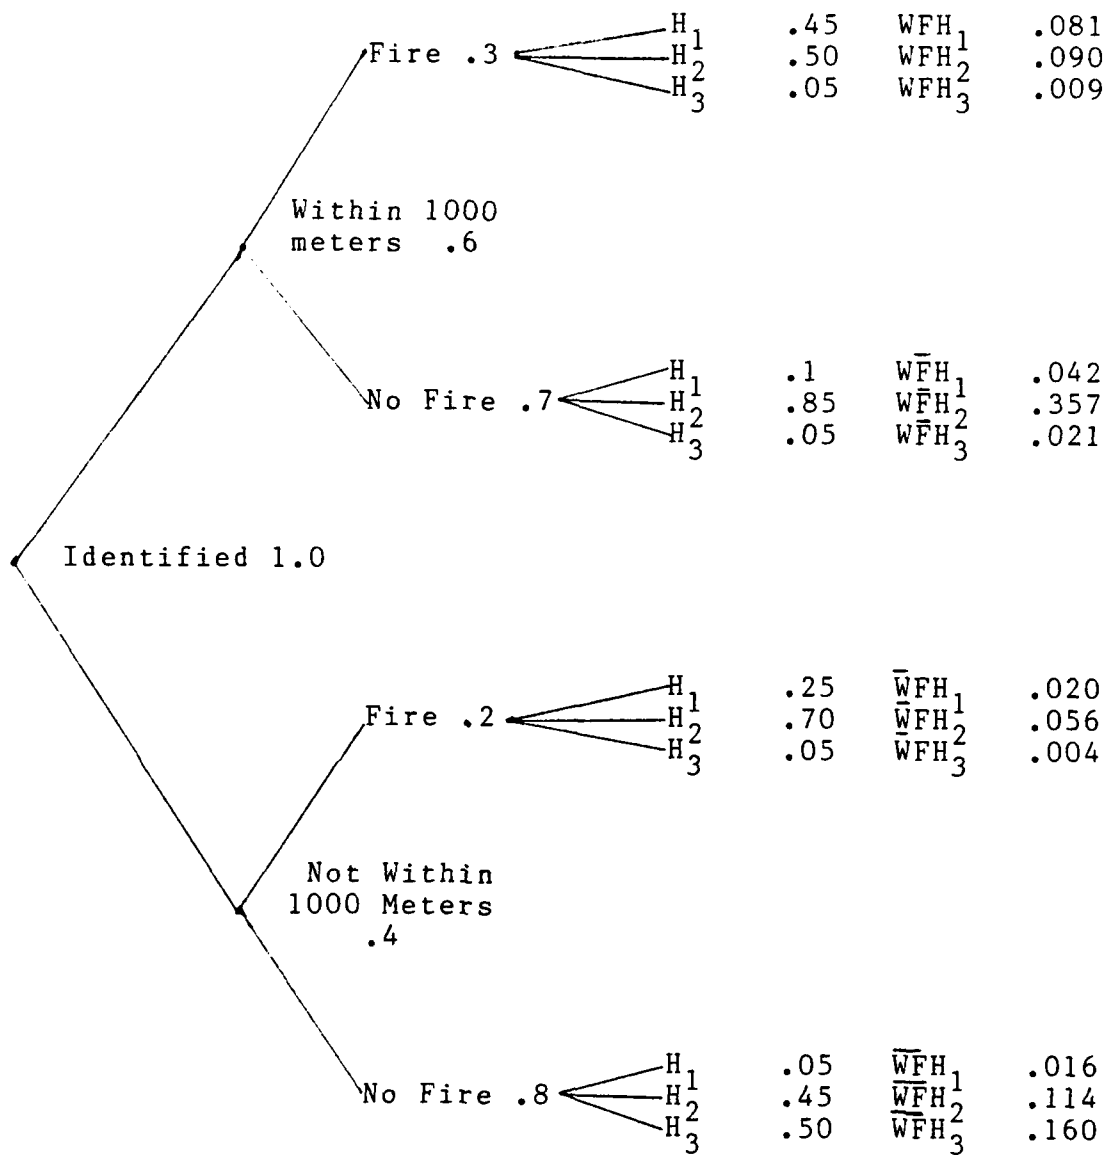 Fire .3 H1 .45 WFH1 .081
H2 .50 WFH2 .090
H3 .05 WFH3 .009
Within 1000
meters .6
No Fire .7 H1 .1 WF̄H1 .042
H2 .85 WF̄H2 .357
H3 .05 WF̄H3 .021
Identified 1.0
Fire .2 H1 .25 W̄FH1 .020
H2 .70 W̄FH2 .056
H3 .05 W̄FH3 .004
Not Within
1000 Meters
.4
No Fire .8 H1 .05 W̄F̄H1 .016
H2 .45 W̄F̄H2 .114
H3 .50 W̄F̄H3 .160